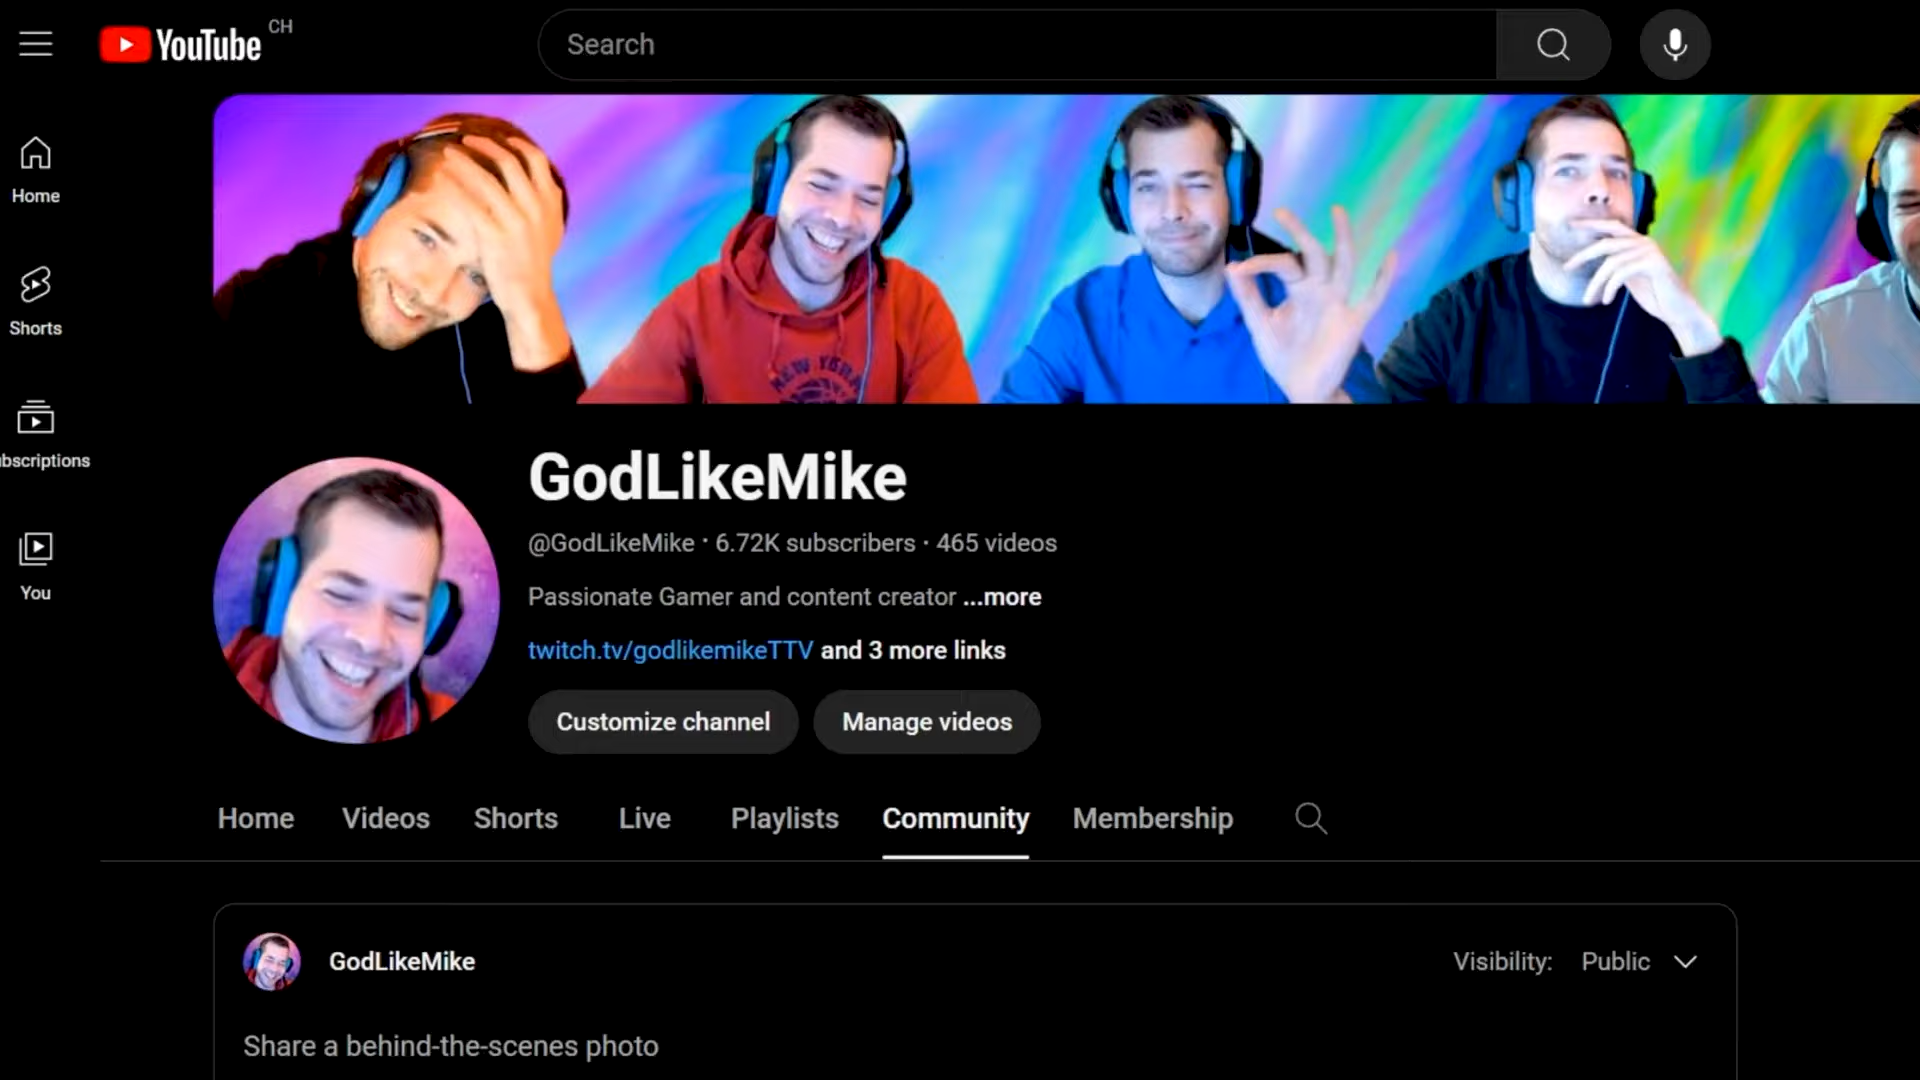 YouTube CH
Search
Home
Shorts
bscriptions
You
NEW YORK
GodLikeMike
@GodLikeMike · 6.72K subscribers · 465 videos
Passionate Gamer and content creator ...more
twitch.tv/godlikemikeTTV and 3 more links
Customize channel Manage videos
Home Videos Shorts Live Playlists Community Membership
GodLikeMike Visibility: Public
Share a behind-the-scenes photo